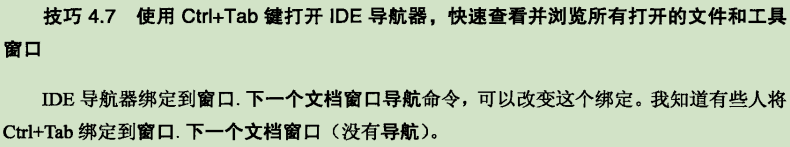 技巧 4.7 使用 Ctrl+Tab 键打开 IDE 导航器，快速查看并浏览所有打开的文件和工具
窗口
IDE 导航器绑定到窗口. 下一个文档窗口导航命令，可以改变这个绑定。我知道有些人将
Ctrl+Tab 绑定到窗口. 下一个文档窗口（没有导航）。